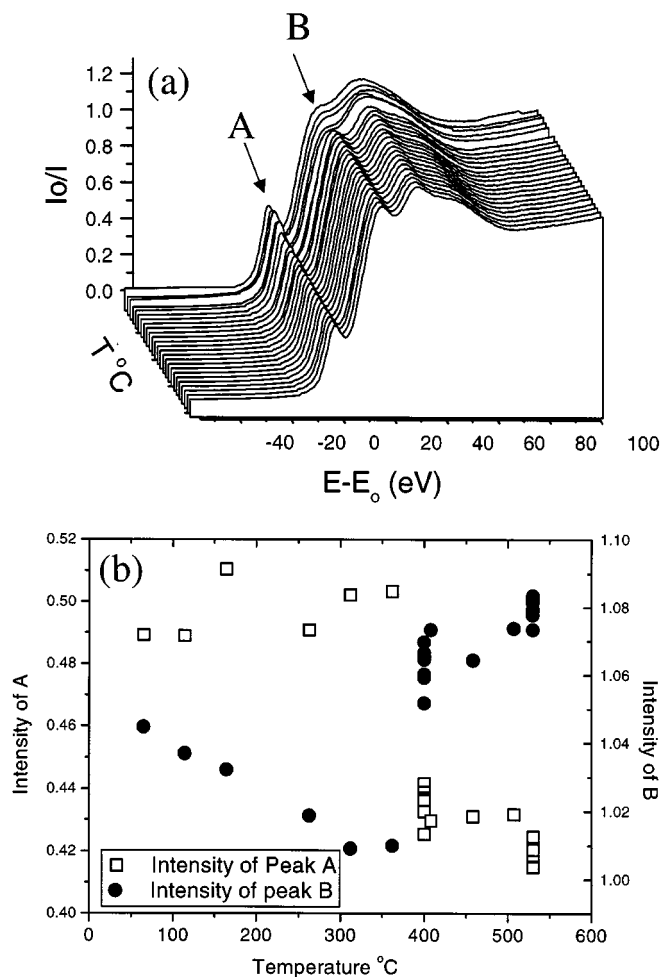 (a)
B
A
Io/I
1.2
1.0
0.8
0.6
0.4
0.2
0.0
T °C
-40 -20 0 20 40 60 80 100
E-Eₒ (eV)
(b)
Intensity of A
0.52
0.50
0.48
0.46
0.44
0.42
0.40
Intensity of B
1.10
1.08
1.06
1.04
1.02
1.00
Intensity of Peak A
Intensity of peak B
0 100 200 300 400 500 600
Temperature °C